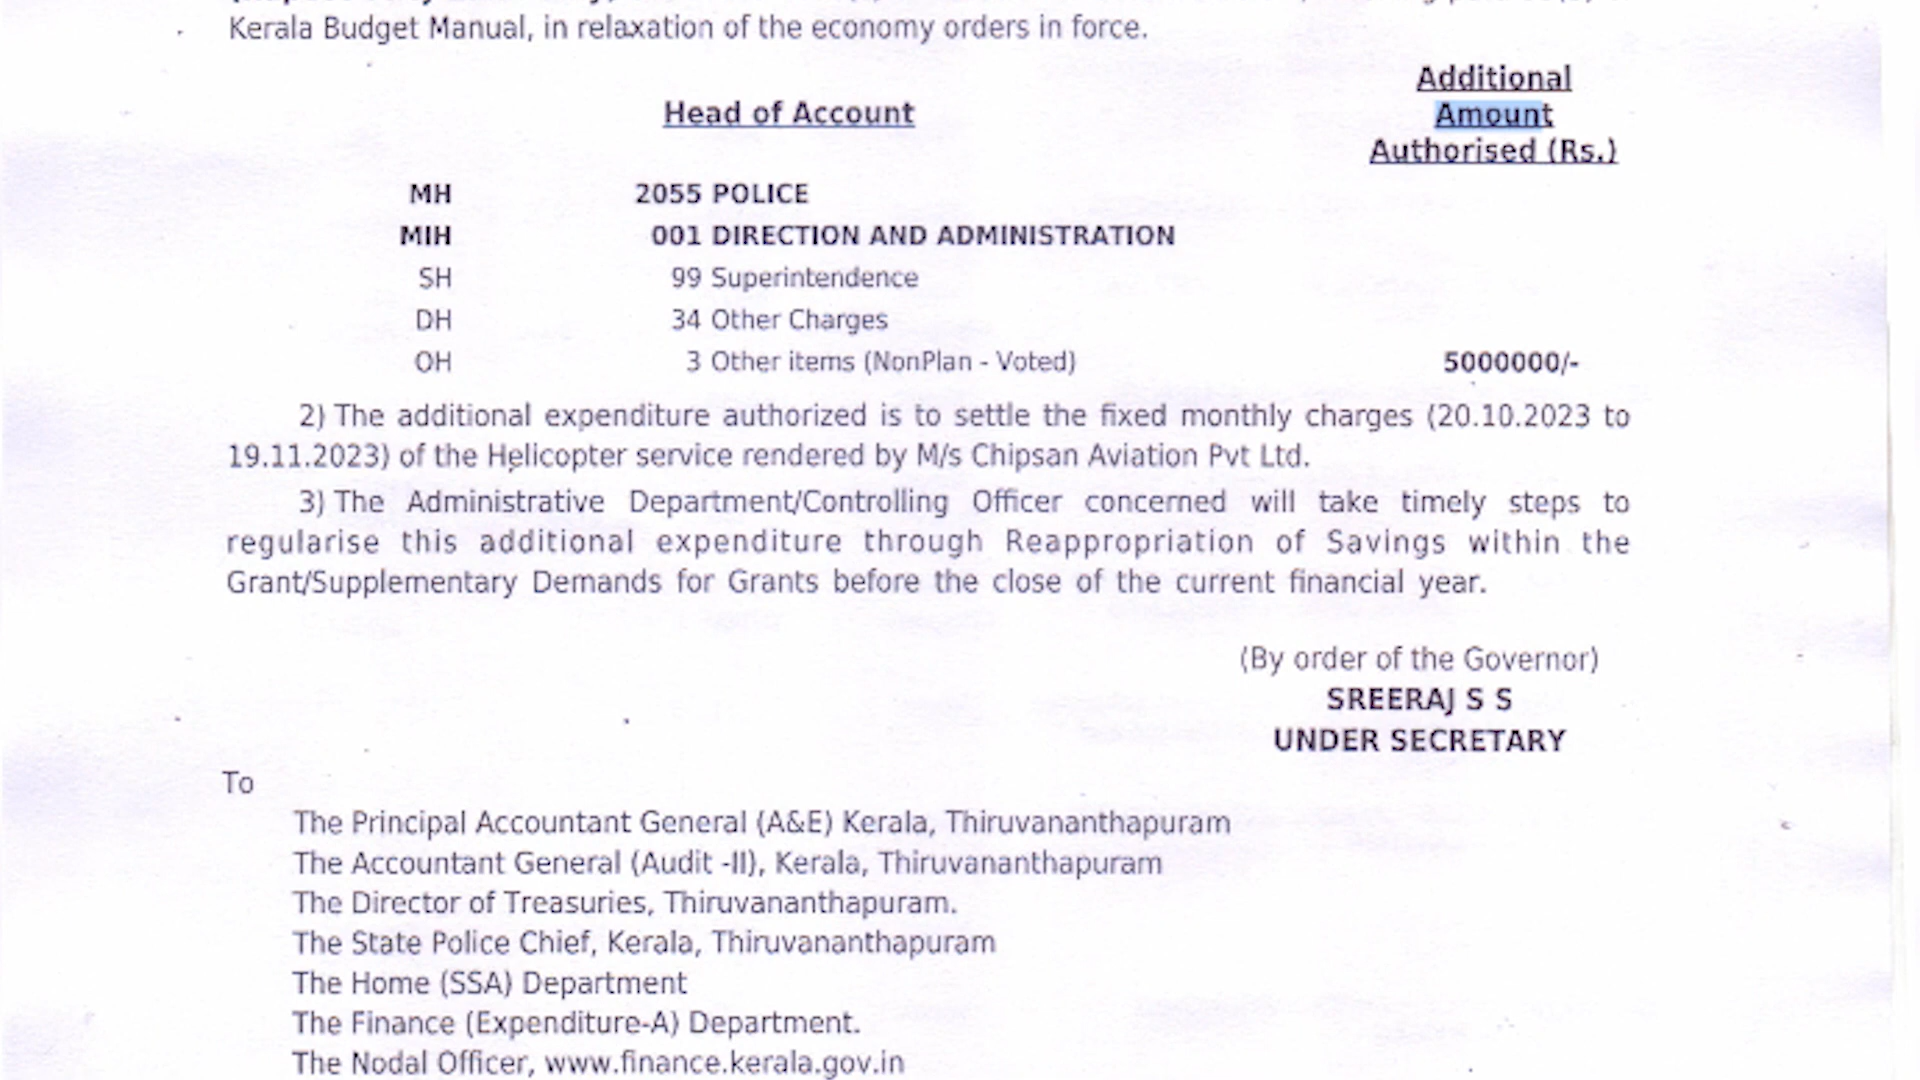 Kerala Budget Manual, in relaxation of the economy orders in force.
Head of Account
Additional
Amount
Authorised (Rs.)
MH 2055 POLICE
MIH 001 DIRECTION AND ADMINISTRATION
SH 99 Superintendence
DH 34 Other Charges
OH 3 Other items (NonPlan - Voted) 5000000/-
2) The additional expenditure authorized is to settle the fixed monthly charges (20.10.2023 to
19.11.2023) of the Helicopter service rendered by M/s Chipsan Aviation Pvt Ltd.
3) The Administrative Department/Controlling Officer concerned will take timely steps to
regularise this additional expenditure through Reappropriation of Savings within the
Grant/Supplementary Demands for Grants before the close of the current financial year.
(By order of the Governor)
SREERAJ S S
UNDER SECRETARY
To
The Principal Accountant General (A&E) Kerala, Thiruvananthapuram
The Accountant General (Audit -II), Kerala, Thiruvananthapuram
The Director of Treasuries, Thiruvananthapuram.
The State Police Chief, Kerala, Thiruvananthapuram
The Home (SSA) Department
The Finance (Expenditure-A) Department.
The Nodal Officer, www.finance.kerala.gov.in